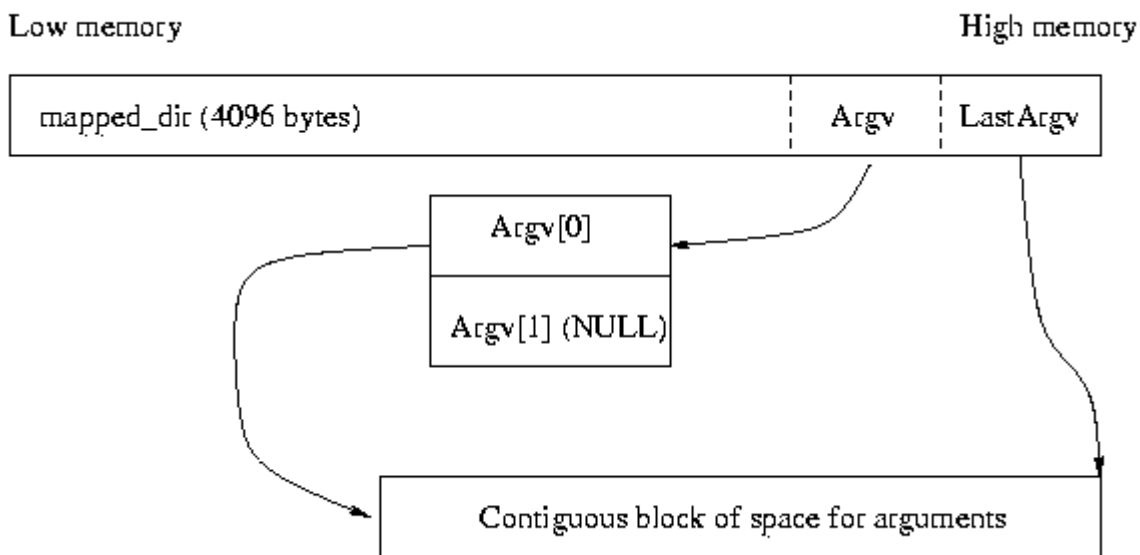 Low memory
High memory
mapped_dir (4096 bytes)
Argv
LastArgv
Argv[0]
Argv[1] (NULL)
Contiguous block of space for arguments